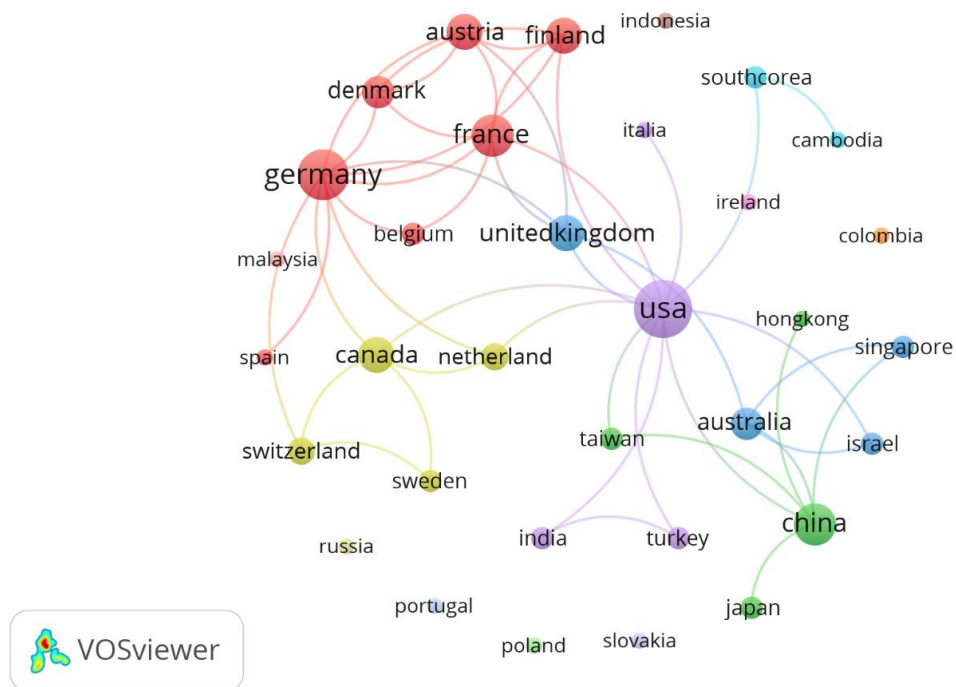 indonesia
austria
finland
southcorea
denmark
italia
cambodia
france
germany
ireland
belgium
unitedkingdom
colombia
malaysia
usa
hongkong
spain
canada
netherland
singapore
australia
taiwan
israel
switzerland
sweden
china
india
turkey
russia
portugal
japan
poland
slovakia
VOSviewer